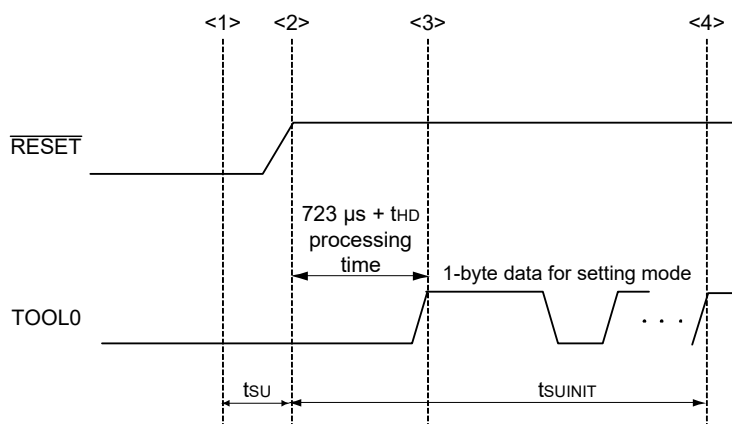 <1> <2> <3> <4>
RESET
723 µs + tHD
processing
time
1-byte data for setting mode
TOOL0
. . .
tSU
tSUINIT